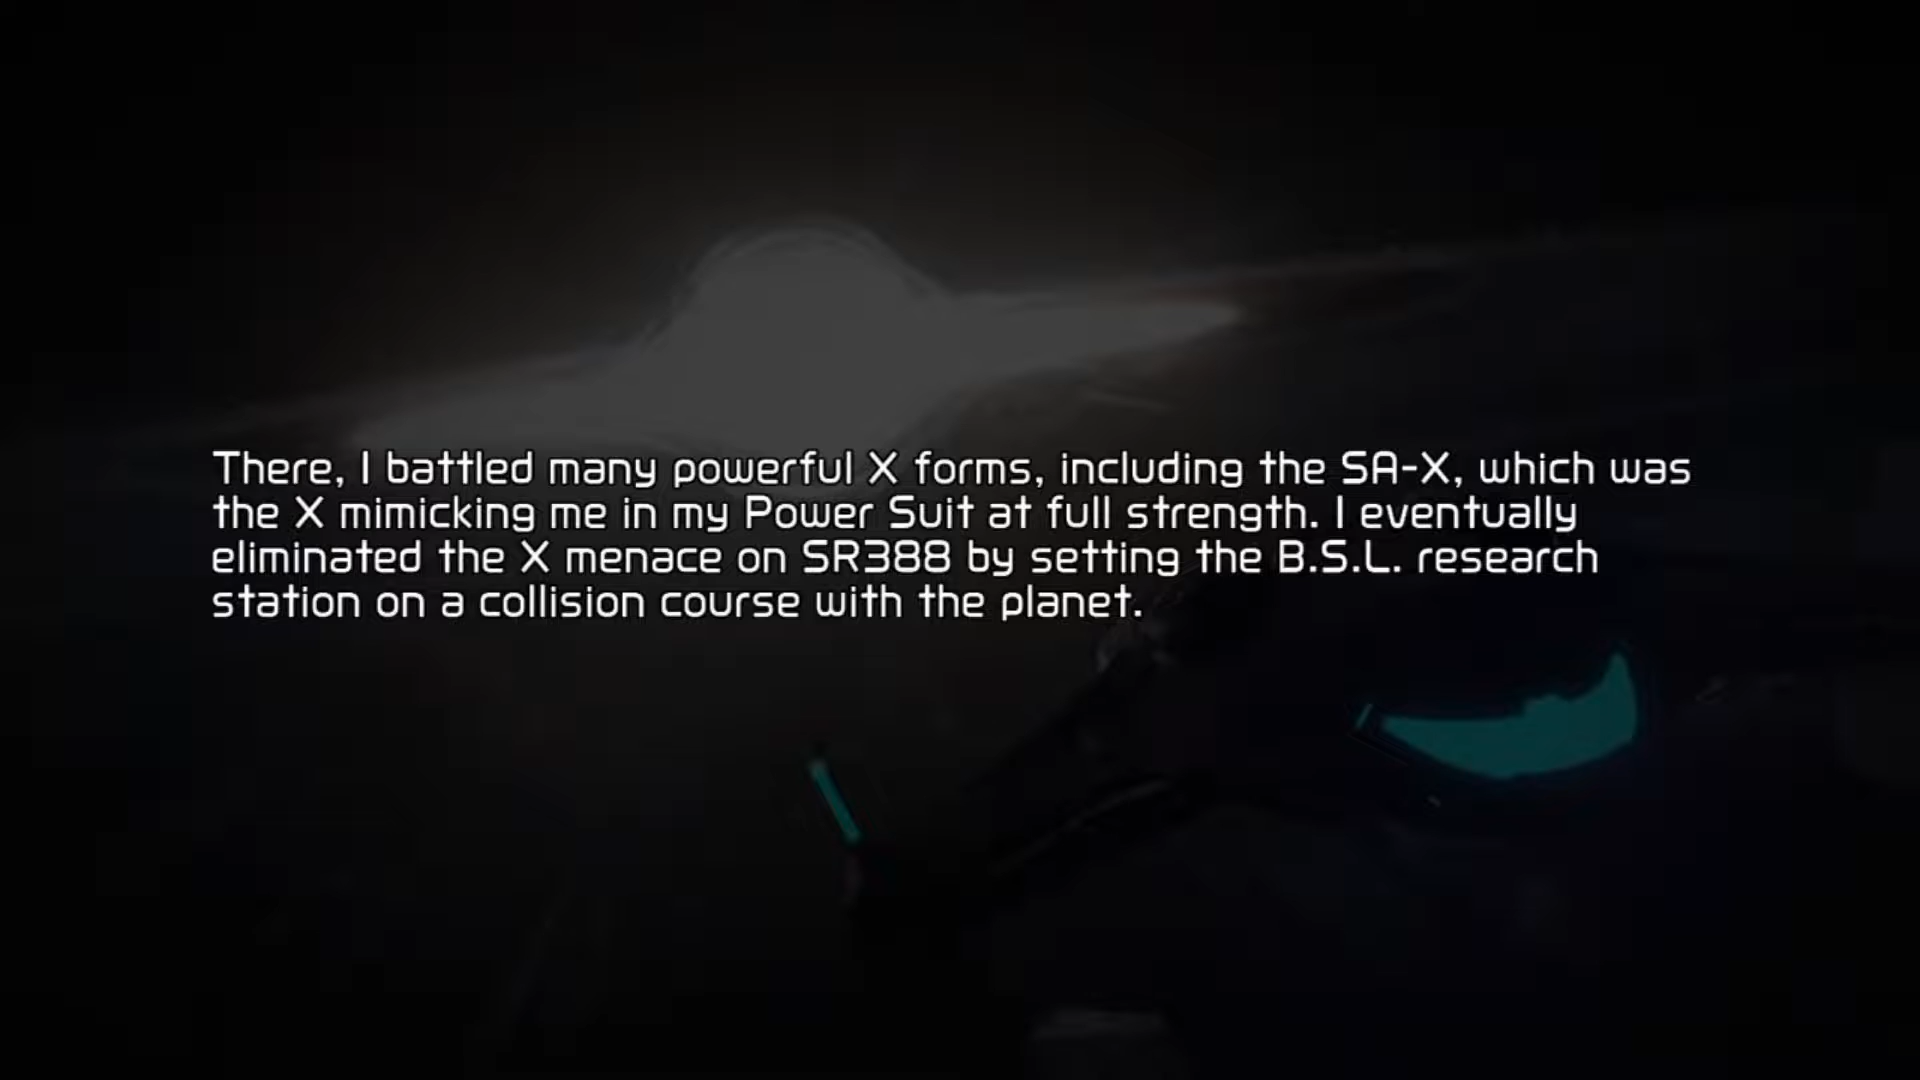 There, I battled many powerful X forms, including the SA-X, which was
the X mimicking me in my Power Suit at full strength. I eventually
eliminated the X menace on SR388 by setting the B.S.L. research
station on a collision course with the planet.